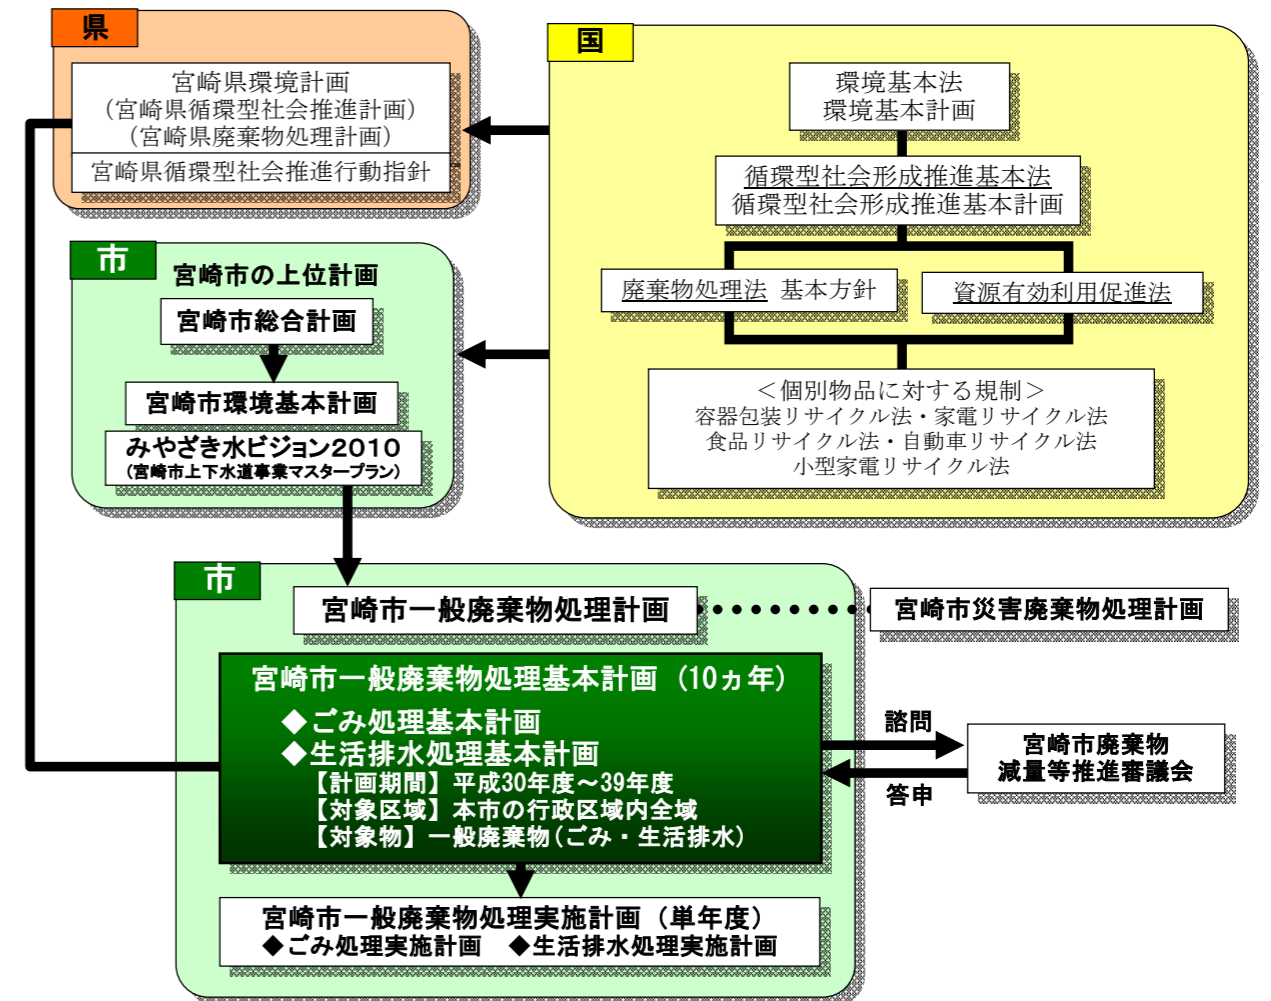 県
宮崎県環境計画
（宮崎県循環型社会推進計画）
（宮崎県廃棄物処理計画）
宮崎県循環型社会推進行動指針
国
環境基本法
環境基本計画
循環型社会形成推進基本法
循環型社会形成推進基本計画
廃棄物処理法 基本方針
資源有効利用促進法
＜個別物品に対する規制＞
容器包装リサイクル法・家電リサイクル法
食品リサイクル法・自動車リサイクル法
小型家電リサイクル法
市
宮崎市の上位計画
宮崎市総合計画
宮崎市環境基本計画
みやざき水ビジョン2010
（宮崎市上下水道事業マスタープラン）
市
宮崎市一般廃棄物処理計画
宮崎市災害廃棄物処理計画
宮崎市一般廃棄物処理基本計画（10ヵ年）
◆ごみ処理基本計画
◆生活排水処理基本計画
【計画期間】平成30年度～39年度
【対象区域】本市の行政区域内全域
【対象物】一般廃棄物（ごみ・生活排水）
諮問
答申
宮崎市廃棄物
減量等推進審議会
宮崎市一般廃棄物処理実施計画（単年度）
◆ごみ処理実施計画 ◆生活排水処理実施計画